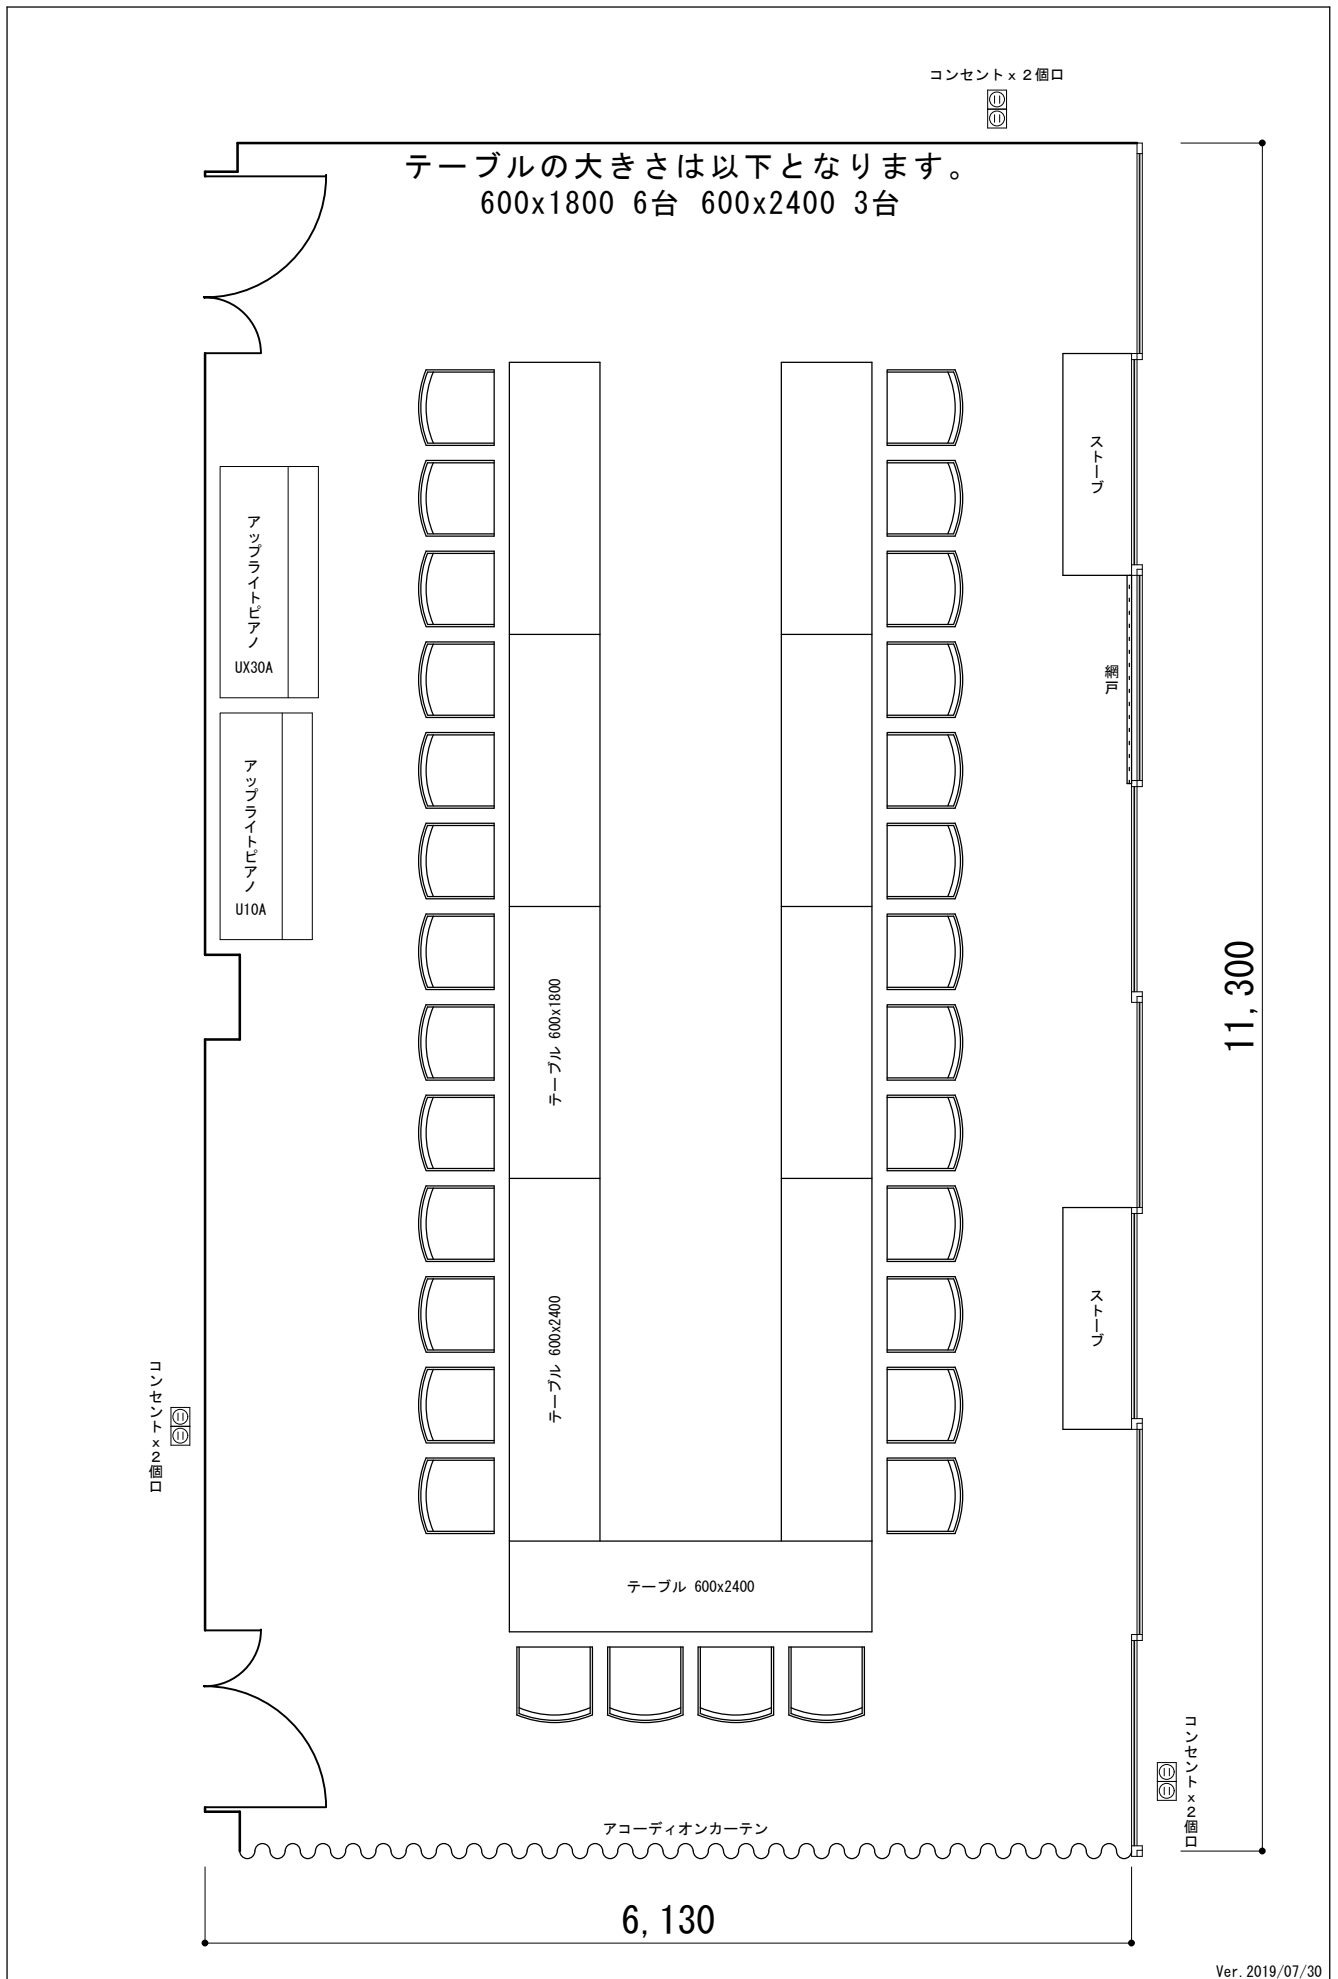 コンセントx2個口
テーブルの大きさは以下となります。
600x1800 6台 600x2400 3台
ストーブ
アップライトピアノ
UX30A
網戸
アップライトピアノ
U10A
11,300
テーブル 600x1800
ストーブ
テーブル 600x2400
コンセントx2個口
テーブル 600x2400
コンセントx2個口
アコーディオンカーテン
6,130
Ver.2019/07/30